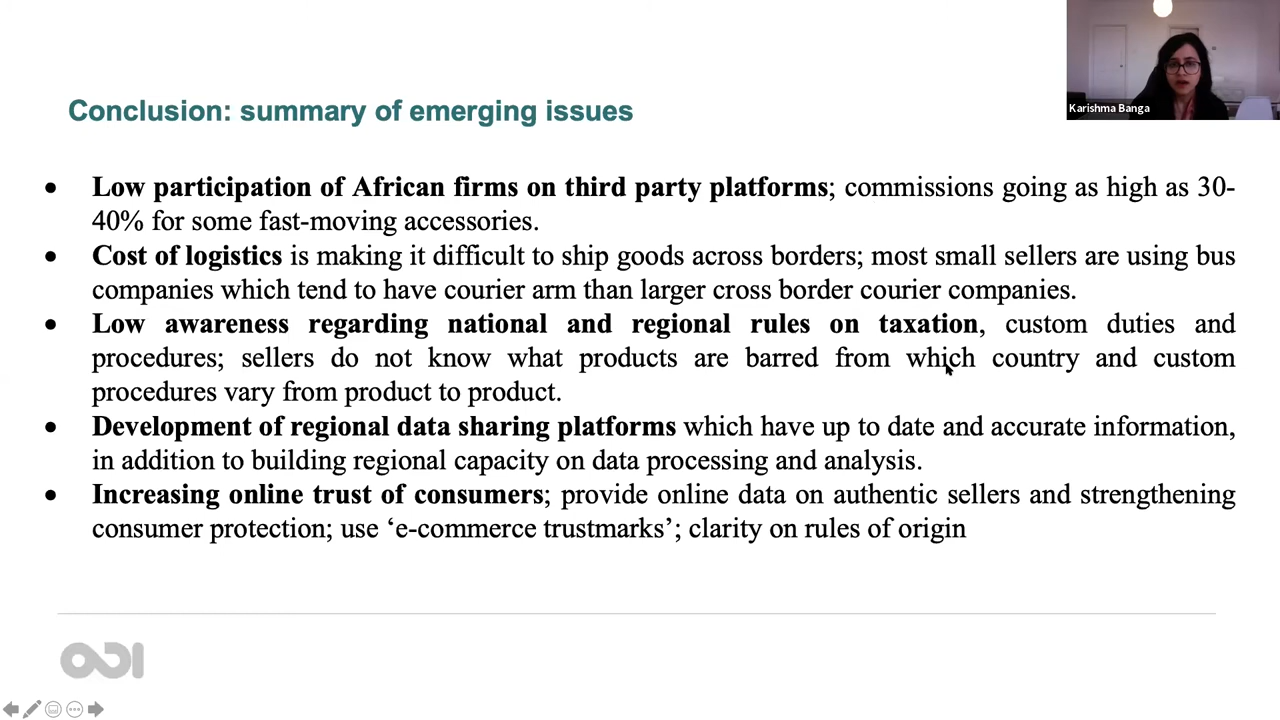 Karishma Banga
Conclusion: summary of emerging issues
• Low participation of African firms on third party platforms; commissions going as high as 30-
40% for some fast-moving accessories.
• Cost of logistics is making it difficult to ship goods across borders; most small sellers are using bus
companies which tend to have courier arm than larger cross border courier companies.
• Low awareness regarding national and regional rules on taxation, custom duties and
procedures; sellers do not know what products are barred from which country and custom
procedures vary from product to product.
• Development of regional data sharing platforms which have up to date and accurate information,
in addition to building regional capacity on data processing and analysis.
• Increasing online trust of consumers; provide online data on authentic sellers and strengthening
consumer protection; use ‘e-commerce trustmarks’; clarity on rules of origin
ODI